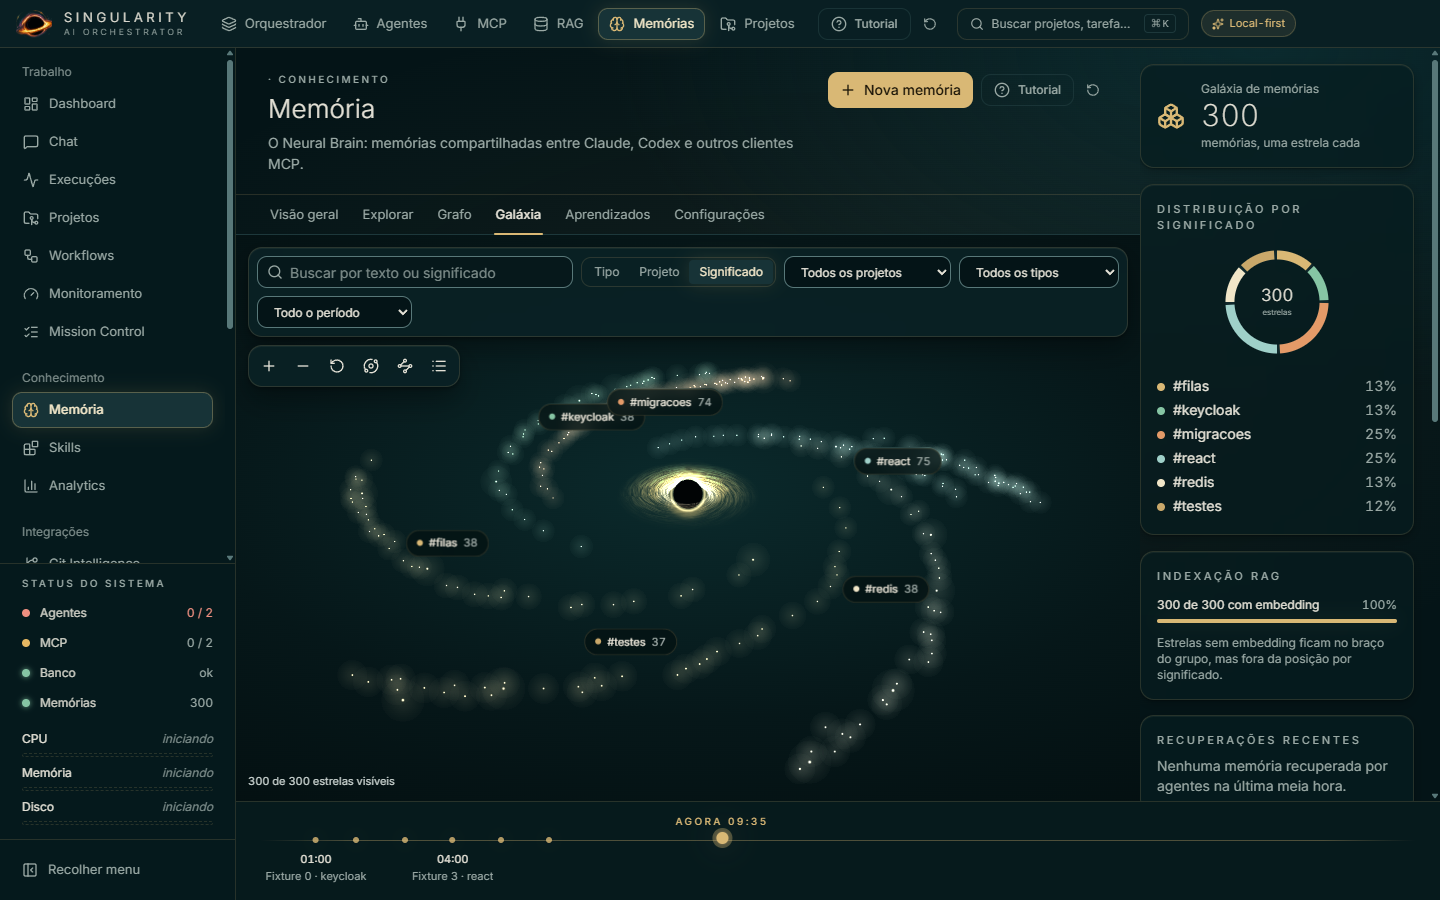 SINGULARITY
AI ORCHESTRATOR
Orquestrador
Agentes
MCP
RAG
Memórias
Projetos
Tutorial
Buscar projetos, tarefa...
⌘K
Local-first
Trabalho
Dashboard
Chat
Execuções
Projetos
Workflows
Monitoramento
Mission Control
Conhecimento
Memória
Skills
Analytics
Integrações
Git Intelligence
STATUS DO SISTEMA
Agentes 0 / 2
MCP 0 / 2
Banco ok
Memórias 300
CPU iniciando
Memória iniciando
Disco iniciando
Recolher menu
· CONHECIMENTO
Memória
O Neural Brain: memórias compartilhadas entre Claude, Codex e outros clientes
MCP.
Nova memória
Tutorial
Visão geral
Explorar
Grafo
Galáxia
Aprendizados
Configurações
Buscar por texto ou significado
Tipo
Projeto
Significado
Todos os projetos
Todos os tipos
Todo o período
#migracoes 74
#keycloak 38
#react 75
#filas 38
#redis 38
#testes 37
300 de 300 estrelas visíveis
Galáxia de memórias
300
memórias, uma estrela cada
DISTRIBUIÇÃO POR
SIGNIFICADO
300
estrelas
#filas 13%
#keycloak 13%
#migracoes 25%
#react 25%
#redis 13%
#testes 12%
INDEXAÇÃO RAG
300 de 300 com embedding 100%
Estrelas sem embedding ficam no braço
do grupo, mas fora da posição por
significado.
RECUPERAÇÕES RECENTES
Nenhuma memória recuperada por
agentes na última meia hora.
AGORA 09:35
01:00
Fixture 0 · keycloak
04:00
Fixture 3 · react